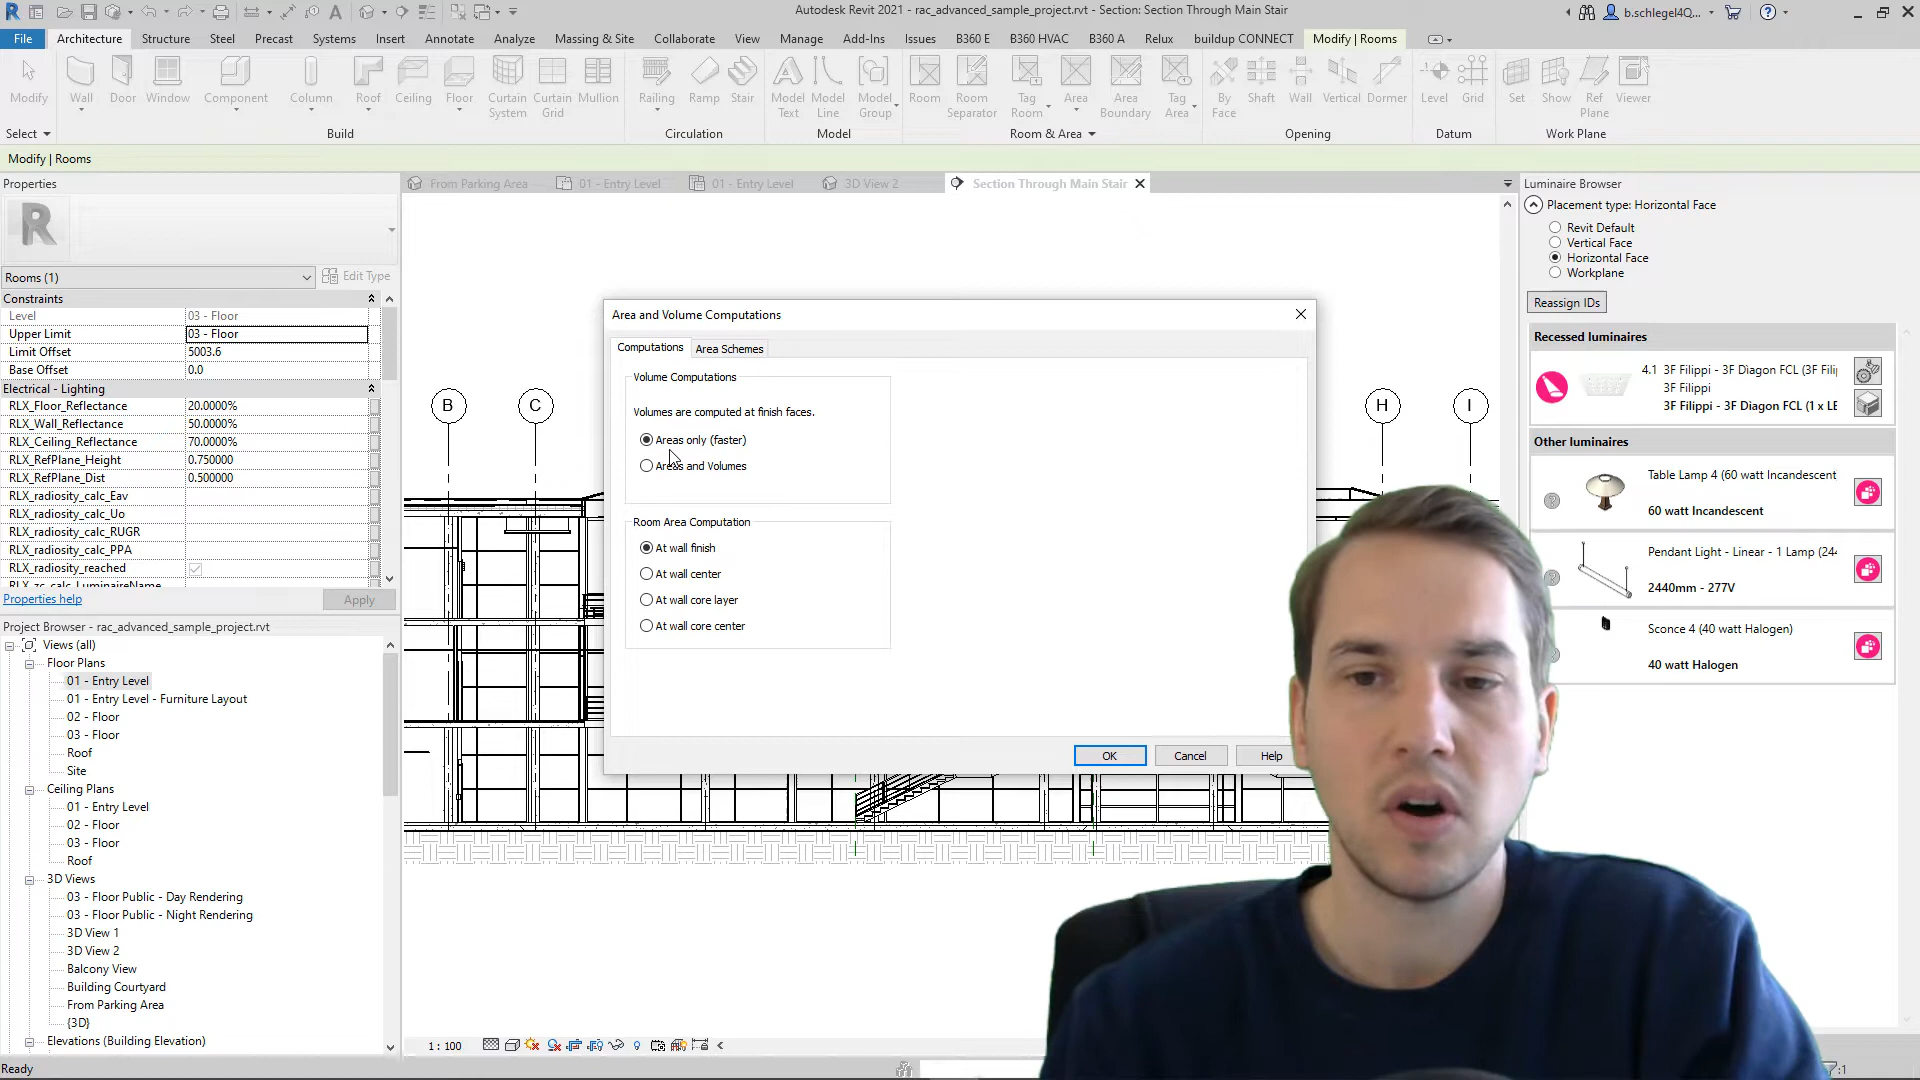 Autodesk Revit 2021 - rac_advanced_sample_project.rvt - Section: Section Through Main Stair
b.schlegel4Q...
File Architecture Structure Steel Precast Systems Insert Annotate Analyze Massing & Site Collaborate View Manage Add-Ins Issues B360 E B360 HVAC B360 A Relux buildup CONNECT Modify | Rooms
Modify Wall Door Window Component Column Roof Ceiling Floor Curtain System Curtain Grid Mullion Railing Ramp Stair Model Text Model Line Model Group Room Room Separator Tag Room Area Area Boundary Tag Area By Face Shaft Wall Vertical Dormer Level Grid Set Show Ref Plane Viewer
Select Build Circulation Model Room & Area Opening Datum Work Plane
Modify | Rooms
Properties
From Parking Area 01 - Entry Level 01 - Entry Level 3D View 2 Section Through Main Stair
R
Rooms (1) Edit Type
Constraints
Level 03 - Floor
Upper Limit 03 - Floor
Limit Offset 5003.6
Base Offset 0.0
Electrical - Lighting
RLX_Floor_Reflectance 20.0000%
RLX_Wall_Reflectance 50.0000%
RLX_Ceiling_Reflectance 70.0000%
RLX_RefPlane_Height 0.750000
RLX_RefPlane_Dist 0.500000
RLX_radiosity_calc_Eav
RLX_radiosity_calc_Uo
RLX_radiosity_calc_RUGR
RLX_radiosity_calc_PPA
RLX_radiosity_reached
RLX_zc_calc_LuminaireName
Properties help Apply
Project Browser - rac_advanced_sample_project.rvt
Views (all)
Floor Plans
01 - Entry Level
01 - Entry Level - Furniture Layout
02 - Floor
03 - Floor
Roof
Site
Ceiling Plans
01 - Entry Level
02 - Floor
03 - Floor
Roof
3D Views
03 - Floor Public - Day Rendering
03 - Floor Public - Night Rendering
3D View 1
3D View 2
Balcony View
Building Courtyard
From Parking Area
{3D}
Elevations (Building Elevation)
Ready
B C H I
Area and Volume Computations
Computations Area Schemes
Volume Computations
Volumes are computed at finish faces.
Areas only (faster)
Areas and Volumes
Room Area Computation
At wall finish
At wall center
At wall core layer
At wall core center
OK Cancel Help
1 : 100
Luminaire Browser
Placement type: Horizontal Face
Revit Default
Vertical Face
Horizontal Face
Workplane
Reassign IDs
Recessed luminaires
4.1 3F Filippi - 3F Diagon FCL (3F Filip
3F Filippi
3F Filippi - 3F Diagon FCL (1 x LE
Other luminaires
Table Lamp 4 (60 watt Incandescent
60 watt Incandescent
Pendant Light - Linear - 1 Lamp (244
2440mm - 277V
Sconce 4 (40 watt Halogen)
40 watt Halogen
:1